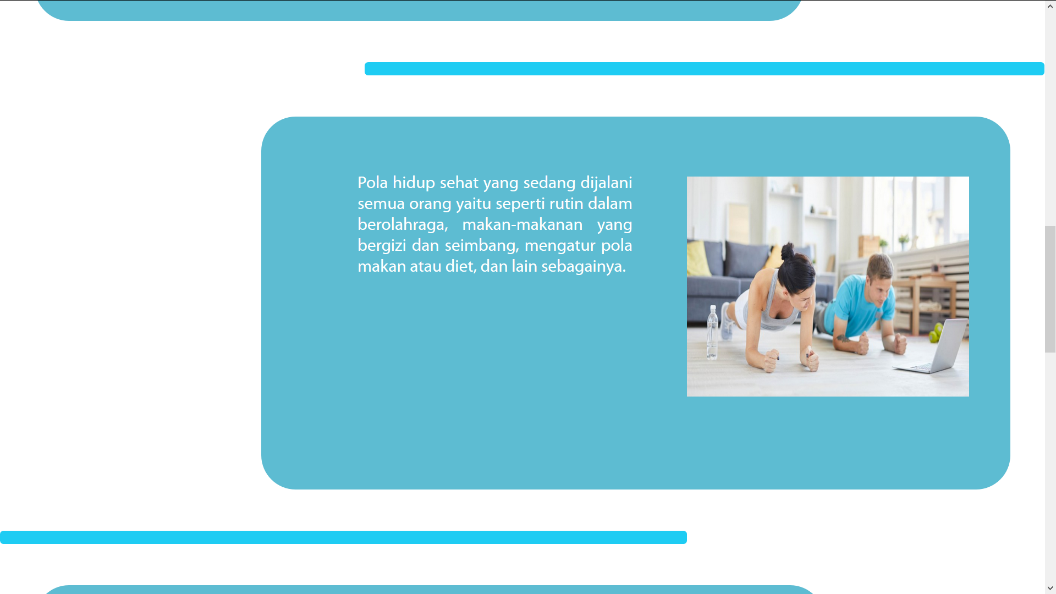 Pola hidup sehat yang sedang dijalani
semua orang yaitu seperti rutin dalam
berolahraga, makan-makanan yang
bergizi dan seimbang, mengatur pola
makan atau diet, dan lain sebagainya.